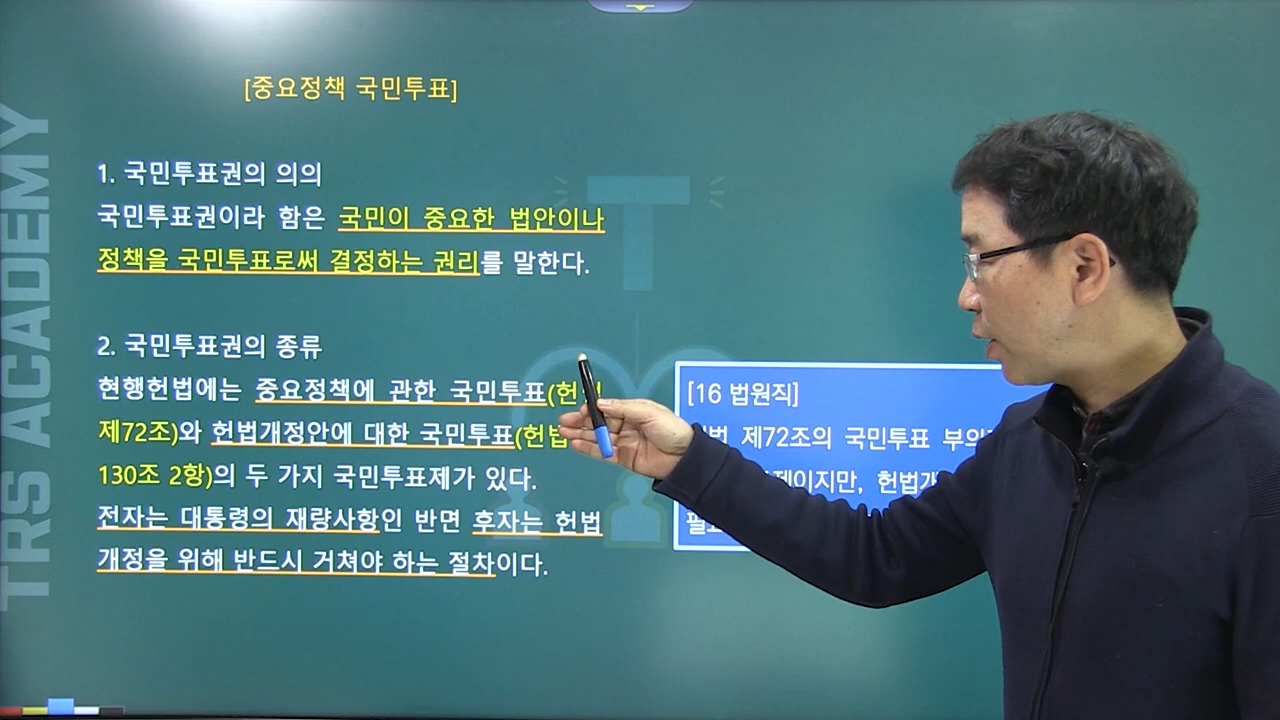 [중요정책 국민투표]
1. 국민투표권의 의의
국민투표권이라 함은 국민이 중요한 법안이나
정책을 국민투표로써 결정하는 권리를 말한다.
2. 국민투표권의 종류
현행헌법에는 중요정책에 관한 국민투표(헌법
제72조)와 헌법개정안에 대한 국민투표(헌법
130조 2항)의 두 가지 국민투표제가 있다.
전자는 대통령의 재량사항인 반면 후자는 헌법
개정을 위해 반드시 거쳐야 하는 절차이다.
[16 법원직]
제72조의 국민투표
헌법개
TRS ACADEMY